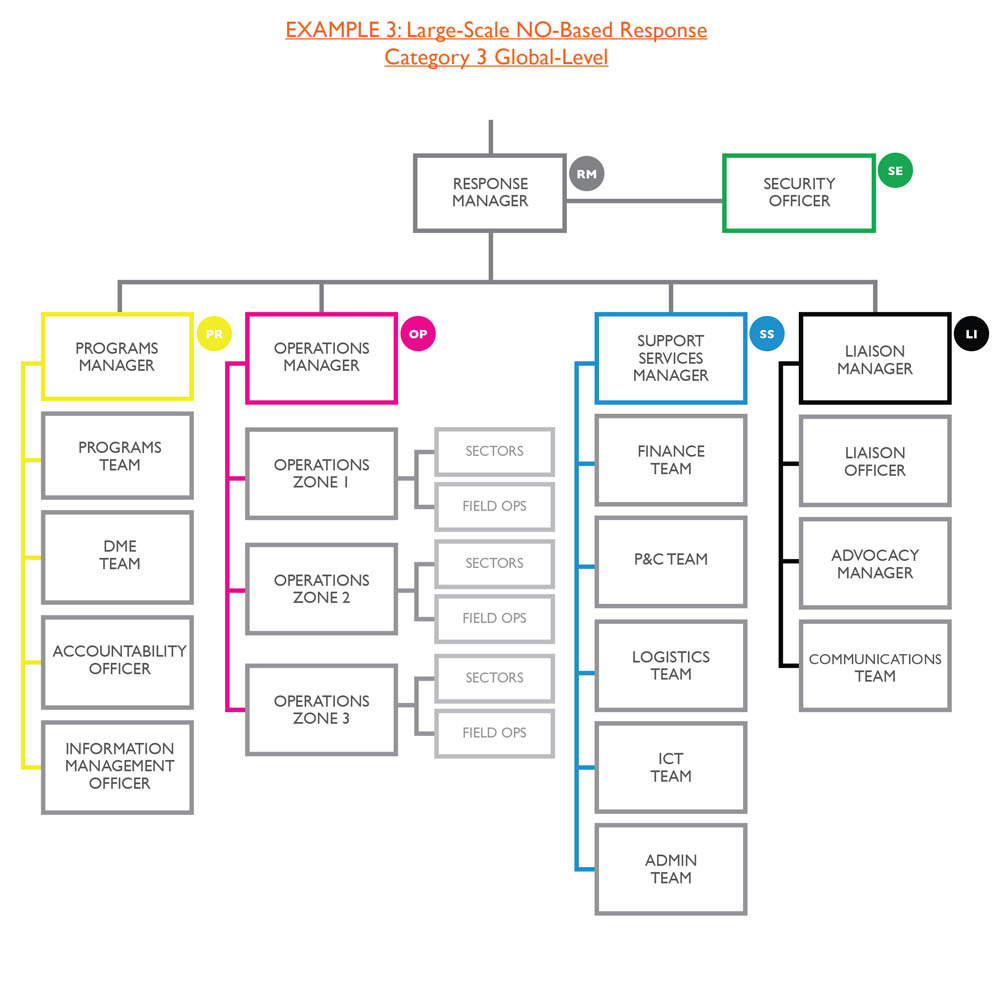 EXAMPLE 3: Large-Scale NO-Based Response
Category 3 Global-Level
RESPONSE
MANAGER
RM
SECURITY
OFFICER
SE
PROGRAMS
MANAGER
PR
PROGRAMS
TEAM
DME
TEAM
ACCOUNTABILITY
OFFICER
INFORMATION
MANAGEMENT
OFFICER
OPERATIONS
MANAGER
OP
OPERATIONS
ZONE 1
SECTORS
FIELD OPS
OPERATIONS
ZONE 2
SECTORS
FIELD OPS
OPERATIONS
ZONE 3
SECTORS
FIELD OPS
SUPPORT
SERVICES
MANAGER
SS
FINANCE
TEAM
P&C TEAM
LOGISTICS
TEAM
ICT
TEAM
ADMIN
TEAM
LIAISON
MANAGER
LI
LIAISON
OFFICER
ADVOCACY
MANAGER
COMMUNICATIONS
TEAM